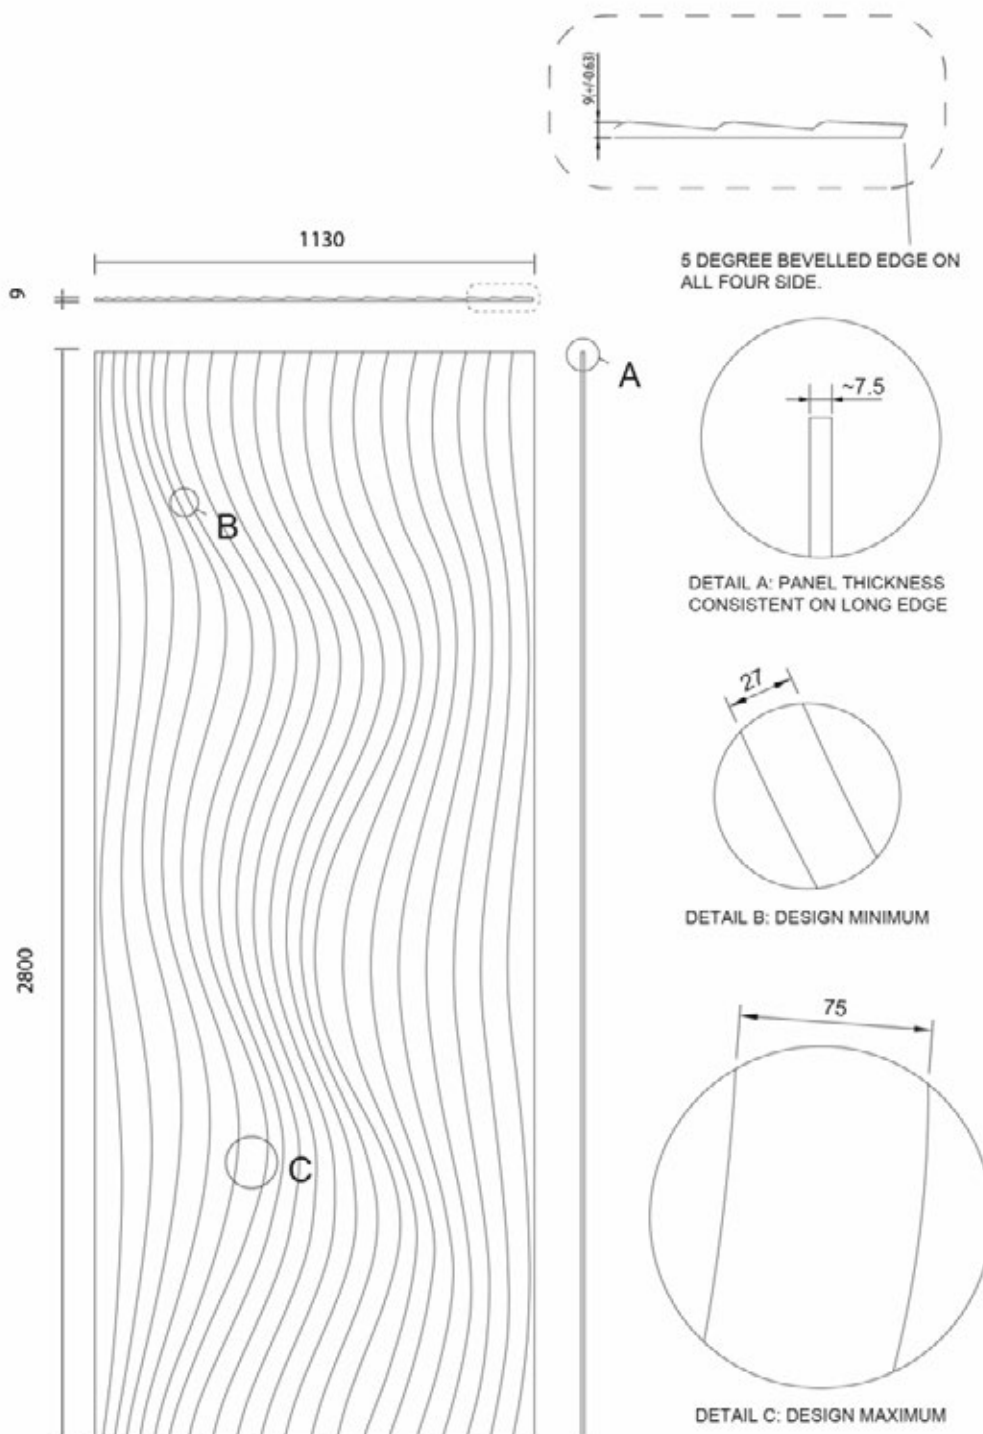 9(+/-0.63)
5 DEGREE BEVELLED EDGE ON
ALL FOUR SIDE.
1130
9
A
~7.5
DETAIL A: PANEL THICKNESS
CONSISTENT ON LONG EDGE
B
27
DETAIL B: DESIGN MINIMUM
2800
75
C
DETAIL C: DESIGN MAXIMUM